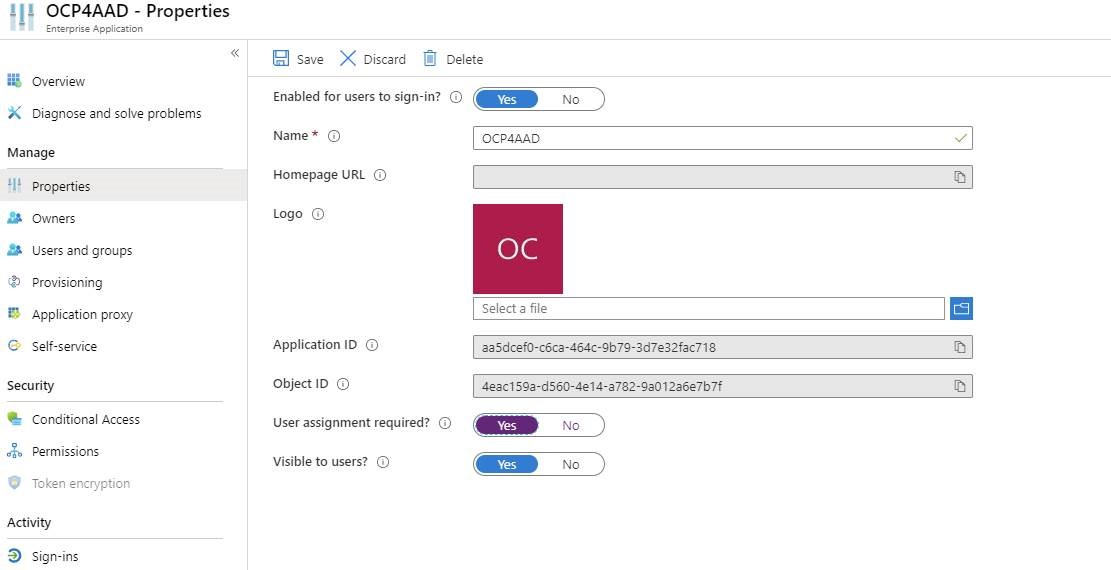 OCP4AAD - Properties
Enterprise Application
«
Save Discard Delete
Overview
Diagnose and solve problems
Manage
Properties
Owners
Users and groups
Provisioning
Application proxy
Self-service
Security
Conditional Access
Permissions
Token encryption
Activity
Sign-ins
Enabled for users to sign-in? Yes No
Name * OCP4AAD
Homepage URL
Logo
OC
Select a file
Application ID aa5dcef0-c6ca-464c-9b79-3d7e32fac718
Object ID 4eac159a-d560-4e14-a782-9a012a6e7b7f
User assignment required? Yes No
Visible to users? Yes No